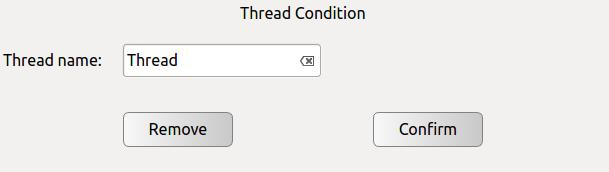 Thread Condition
Thread name: Thread
Remove Confirm